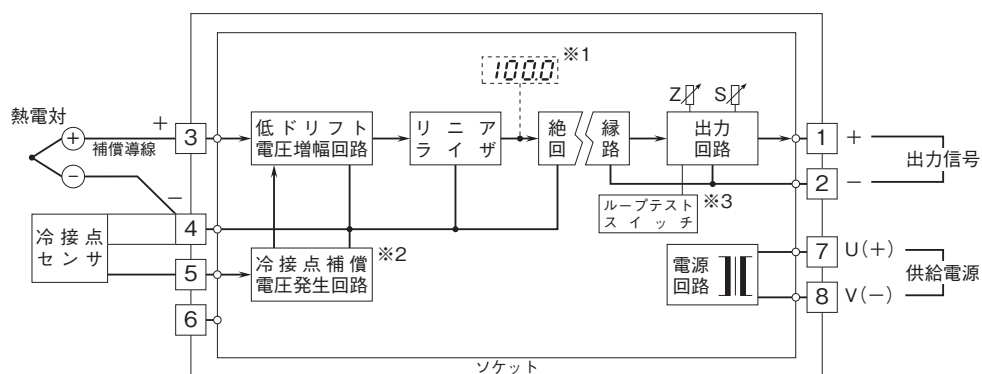 100.0
※1
Z
S
熱電対
＋
＋
補償導線
3
低ドリフト
電圧増幅回路
リニア
ライザ
絶縁
回路
出力
回路
1
＋
出力信号
2
－
－
－
ループテスト
スイッチ
※3
4
冷接点
センサ
5
冷接点補償
電圧発生回路
※2
6
電源
回路
7
U(＋)
供給電源
8
V(－)
ソケット